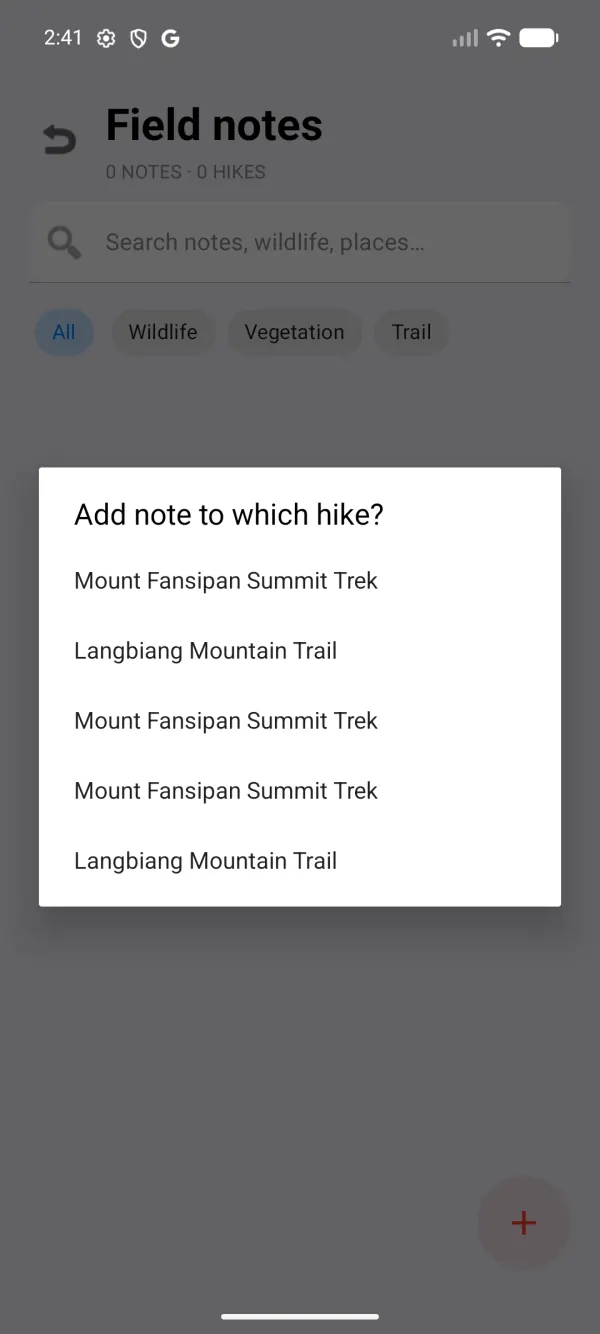 2:41
Field notes
0 NOTES · 0 HIKES
Search notes, wildlife, places…
All Wildlife Vegetation Trail
Add note to which hike?
Mount Fansipan Summit Trek
Langbiang Mountain Trail
Mount Fansipan Summit Trek
Mount Fansipan Summit Trek
Langbiang Mountain Trail
+